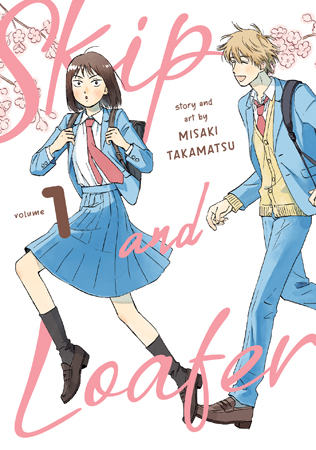 Skip
story and
art by
MISAKI
TAKAMATSU
volume
1
and
Loafer